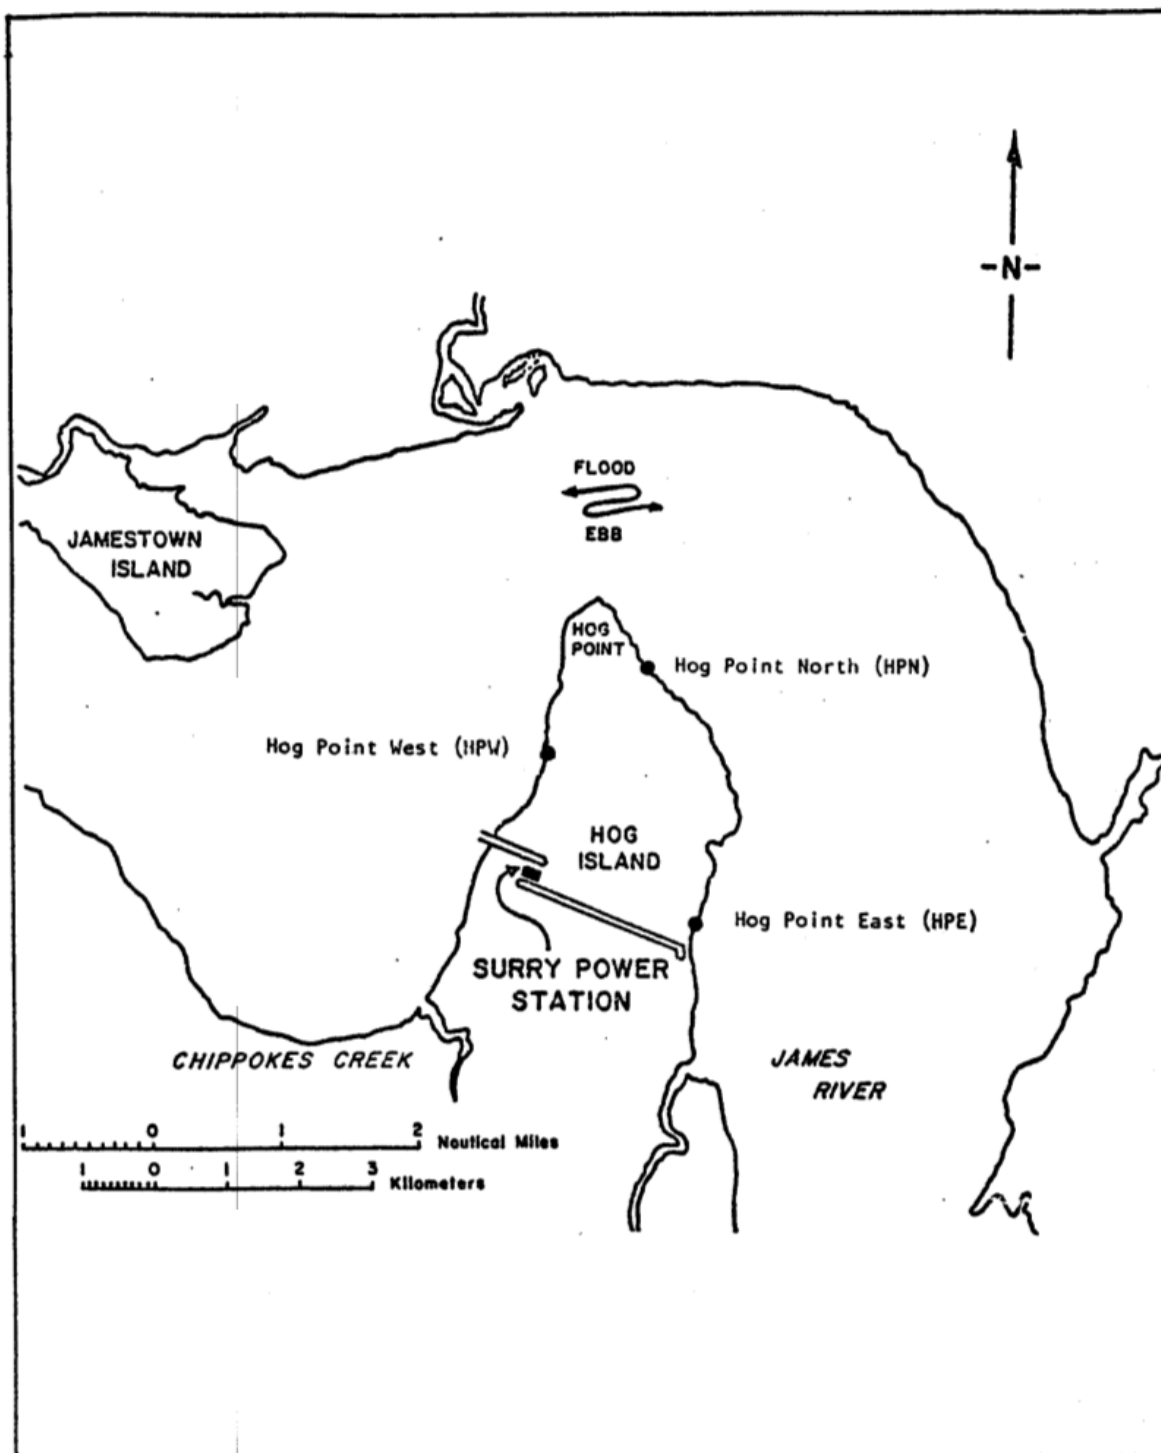 -N-
FLOOD
EBB
JAMESTOWN
ISLAND
HOG
POINT
Hog Point North (HPN)
Hog Point West (HPW)
HOG
ISLAND
Hog Point East (HPE)
SURRY POWER
STATION
CHIPPOKES CREEK
JAMES
RIVER
1 0 1 2 Nautical Miles
1 0 1 2 3 Kilometers